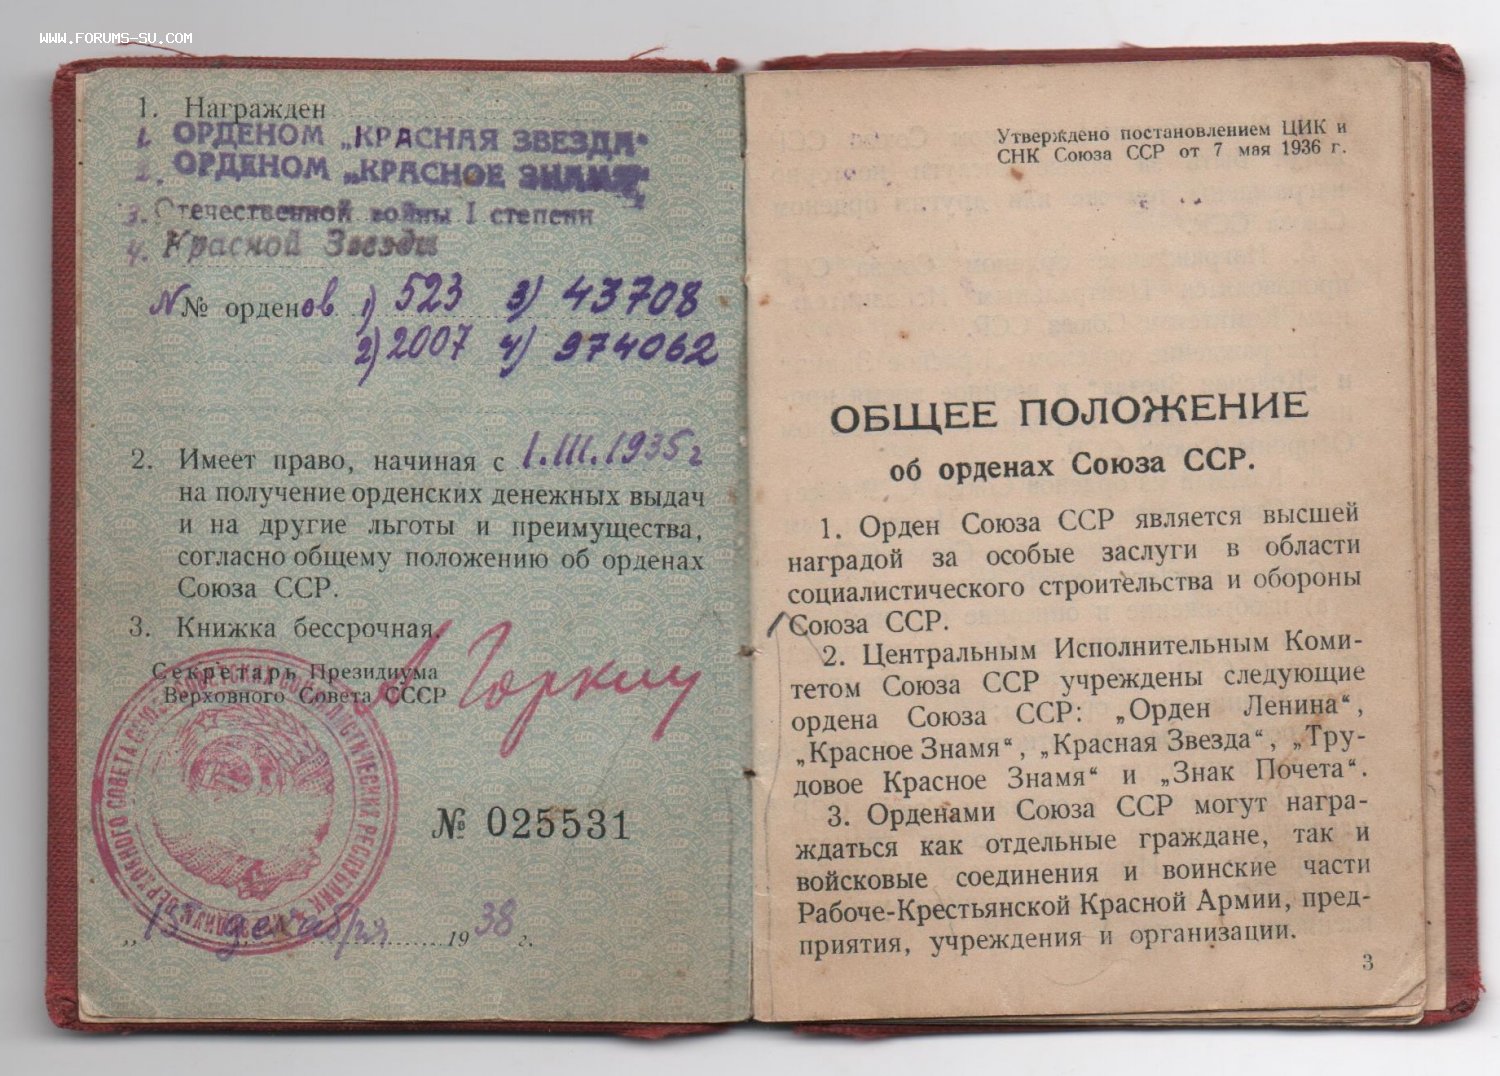 WWW.FORUMS-SU.COM
1. Награжден
1. ОРДЕНОМ „КРАСНАЯ ЗВЕЗДА“
2. ОРДЕНОМ „КРАСНОЕ ЗНАМЯ“
3. Отечественной войны I степени
4. Красной Звезды
N№ орденов 1) 523 3) 43708
2) 2007 4) 974062
2. Имеет право, начиная с 1.III.1935г
на получение орденских денежных выдач
и на другие льготы и преимущества,
согласно общему положению об орденах
Союза ССР.
3. Книжка бессрочная.
Секретарь Президиума
Верховного Совета СССР
Горкин
№ 025531
„15“ декабря 1938 г.
Утверждено постановлением ЦИК и
СНК Союза ССР от 7 мая 1936 г.
ОБЩЕЕ ПОЛОЖЕНИЕ
об орденах Союза ССР.
1. Орден Союза ССР является высшей
наградой за особые заслуги в области
социалистического строительства и обороны
Союза ССР.
2. Центральным Исполнительным Коми-
тетом Союза ССР учреждены следующие
ордена Союза ССР: „Орден Ленина“,
„Красное Знамя“, „Красная Звезда“, „Тру-
довое Красное Знамя“ и „Знак Почета“.
3. Орденами Союза ССР могут награ-
ждаться как отдельные граждане, так и
войсковые соединения и воинские части
Рабоче-Крестьянской Красной Армии, пред-
приятия, учреждения и организации.
3